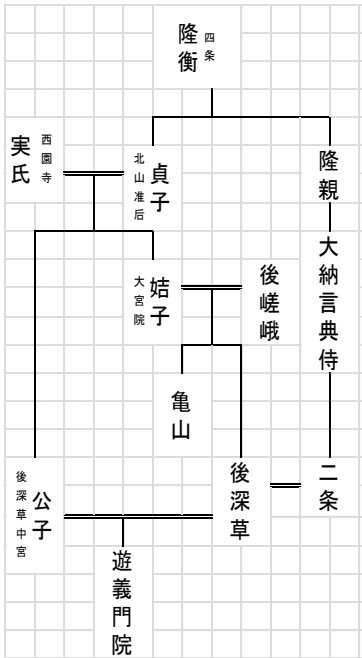 四条
隆衡
西園寺
実氏
北山准后
貞子
隆親
大宮院
姞子
後嵯峨
大納言典侍
亀山
後深草中宮
公子
後深草
二条
遊義門院